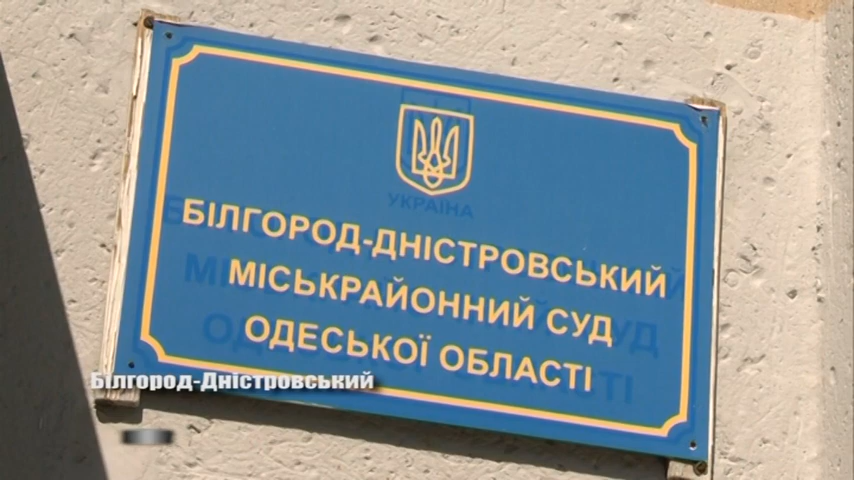 УКРАЇНА
БІЛГОРОД-ДНІСТРОВСЬКИЙ
МІСЬКРАЙОННИЙ СУД
ОДЕСЬКОЇ ОБЛАСТІ
Білгород-Дністровський